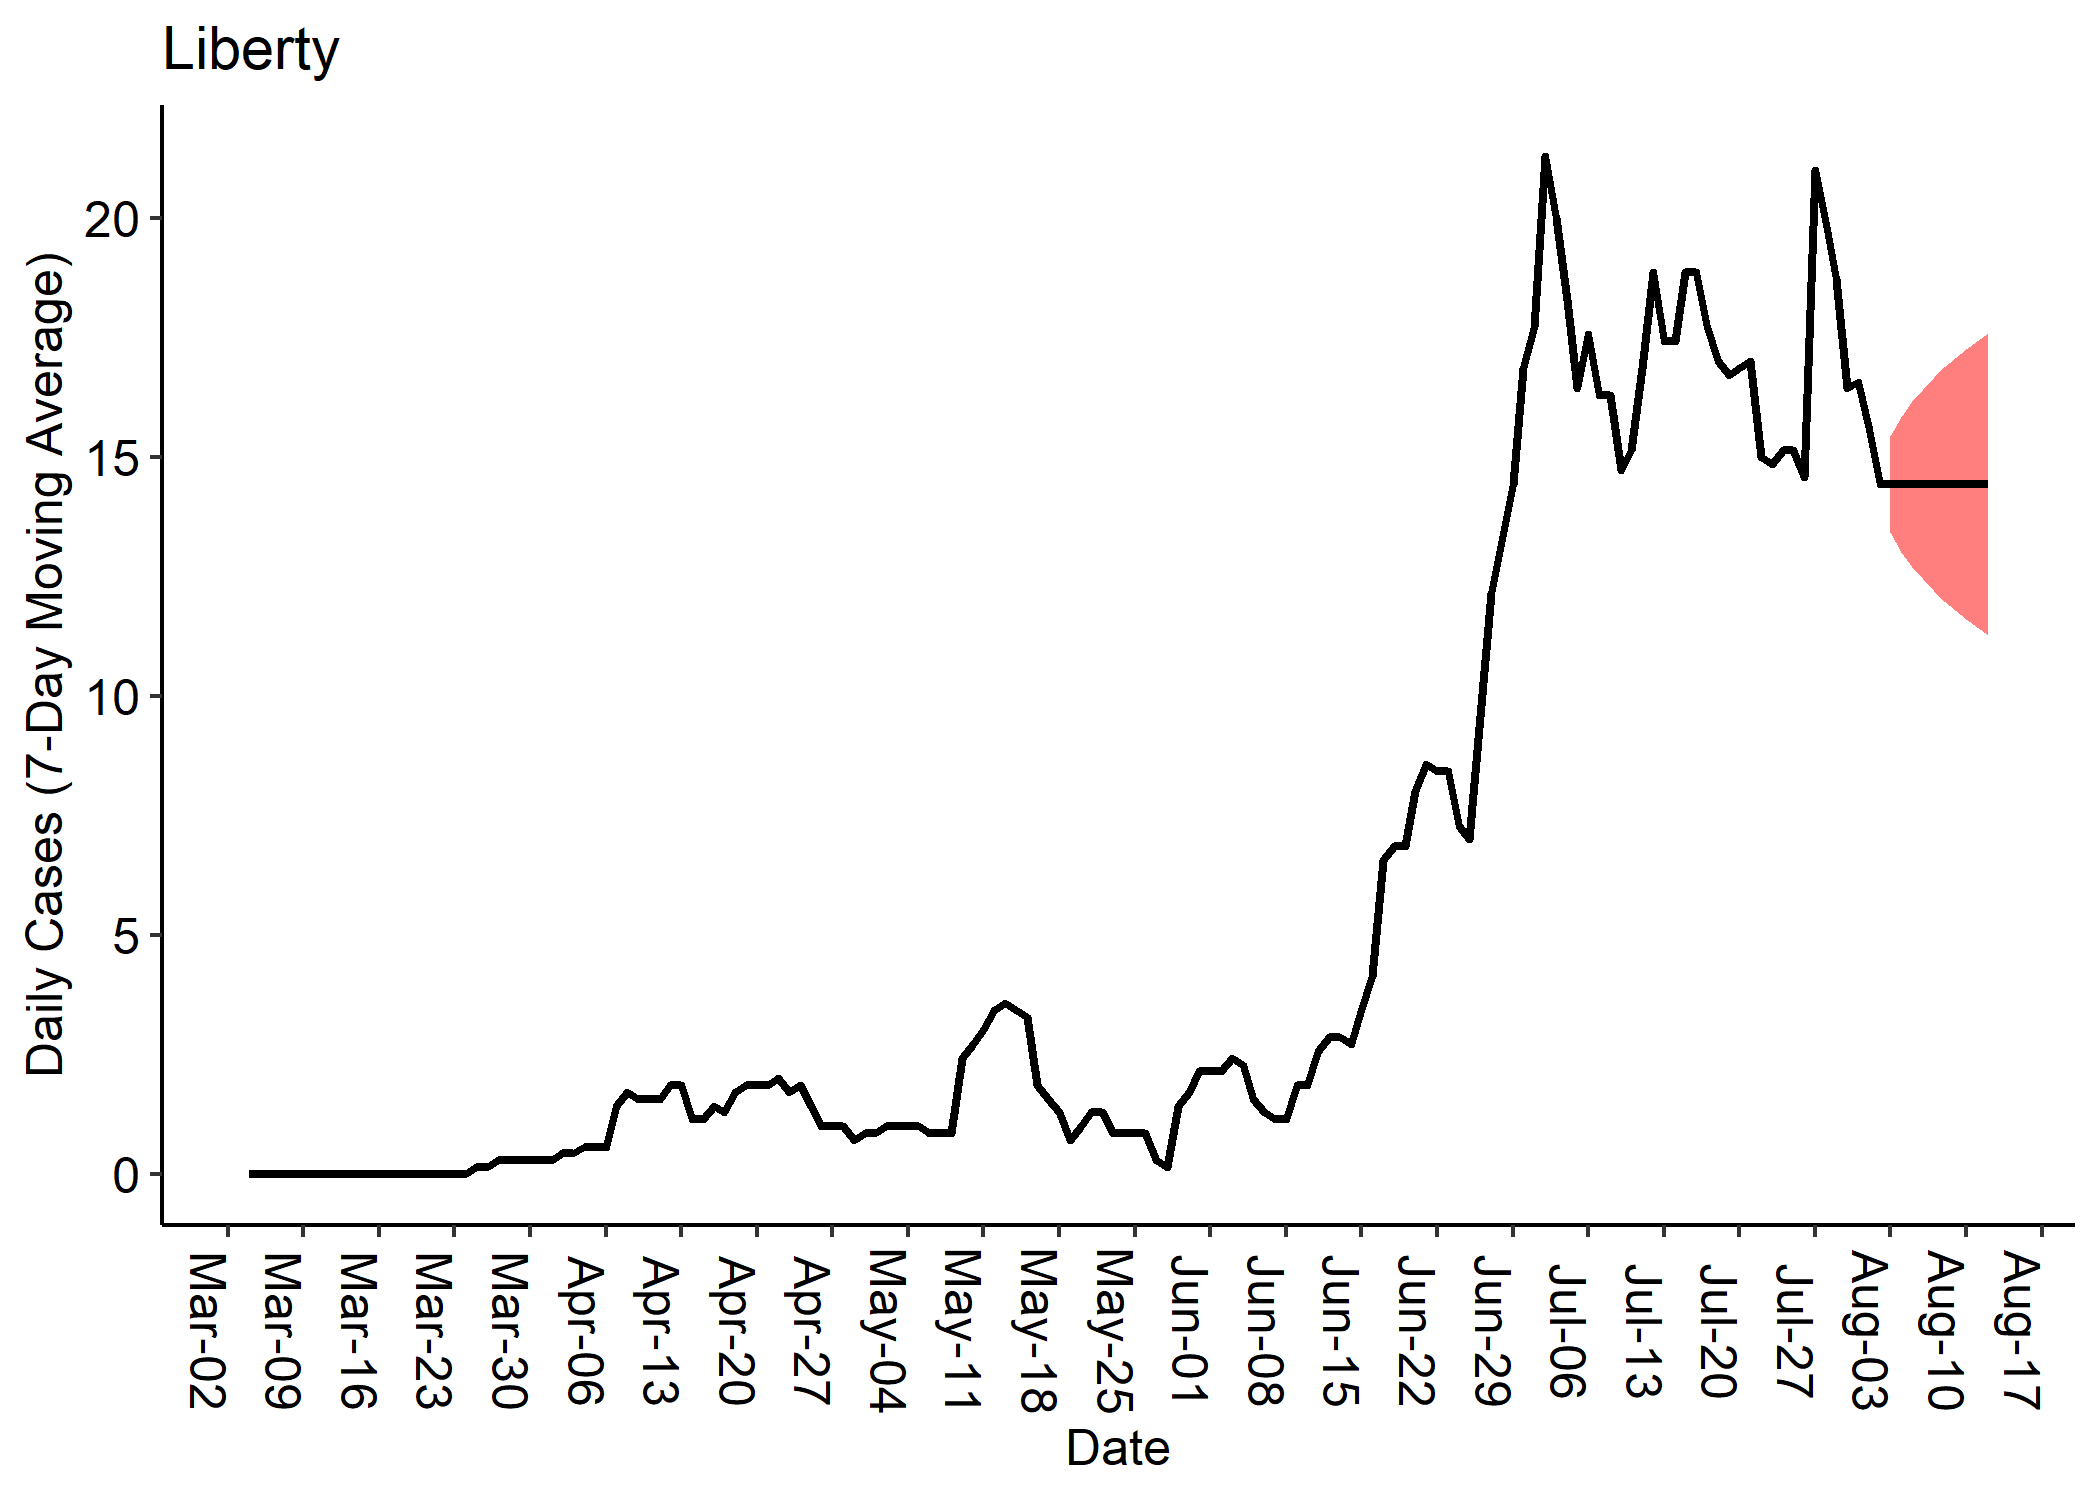 Liberty
Daily Cases (7-Day Moving Average)
20
15
10
5
0
Mar-02
Mar-09
Mar-16
Mar-23
Mar-30
Apr-06
Apr-13
Apr-20
Apr-27
May-04
May-11
May-18
May-25
Jun-01
Jun-08
Jun-15
Jun-22
Jun-29
Jul-06
Jul-13
Jul-20
Jul-27
Aug-03
Aug-10
Aug-17
Date